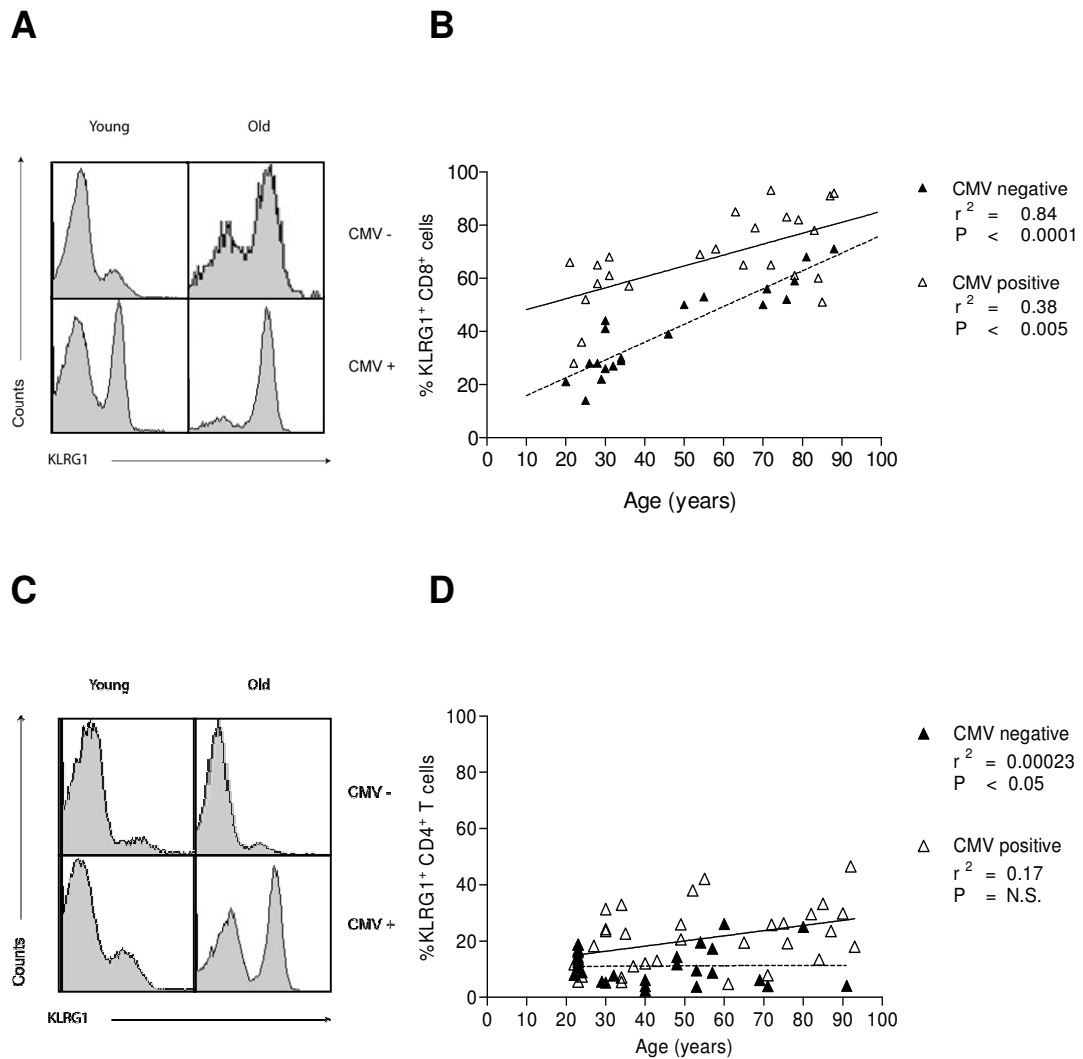 A
B
Young Old
CMV -
CMV +
Counts
KLRG1
% KLRG1+ CD8+ cells
100
80
60
40
20
0
0 10 20 30 40 50 60 70 80 90 100
Age (years)
CMV negative
r 2 = 0.84
P < 0.0001
CMV positive
r 2 = 0.38
P < 0.005
C
D
Young Old
CMV -
CMV +
Counts
KLRG1
%KLRG1+ CD4+ T cells
100
80
60
40
20
0
0 10 20 30 40 50 60 70 80 90 100
Age (years)
CMV negative
r 2 = 0.00023
P < 0.05
CMV positive
r 2 = 0.17
P = N.S.